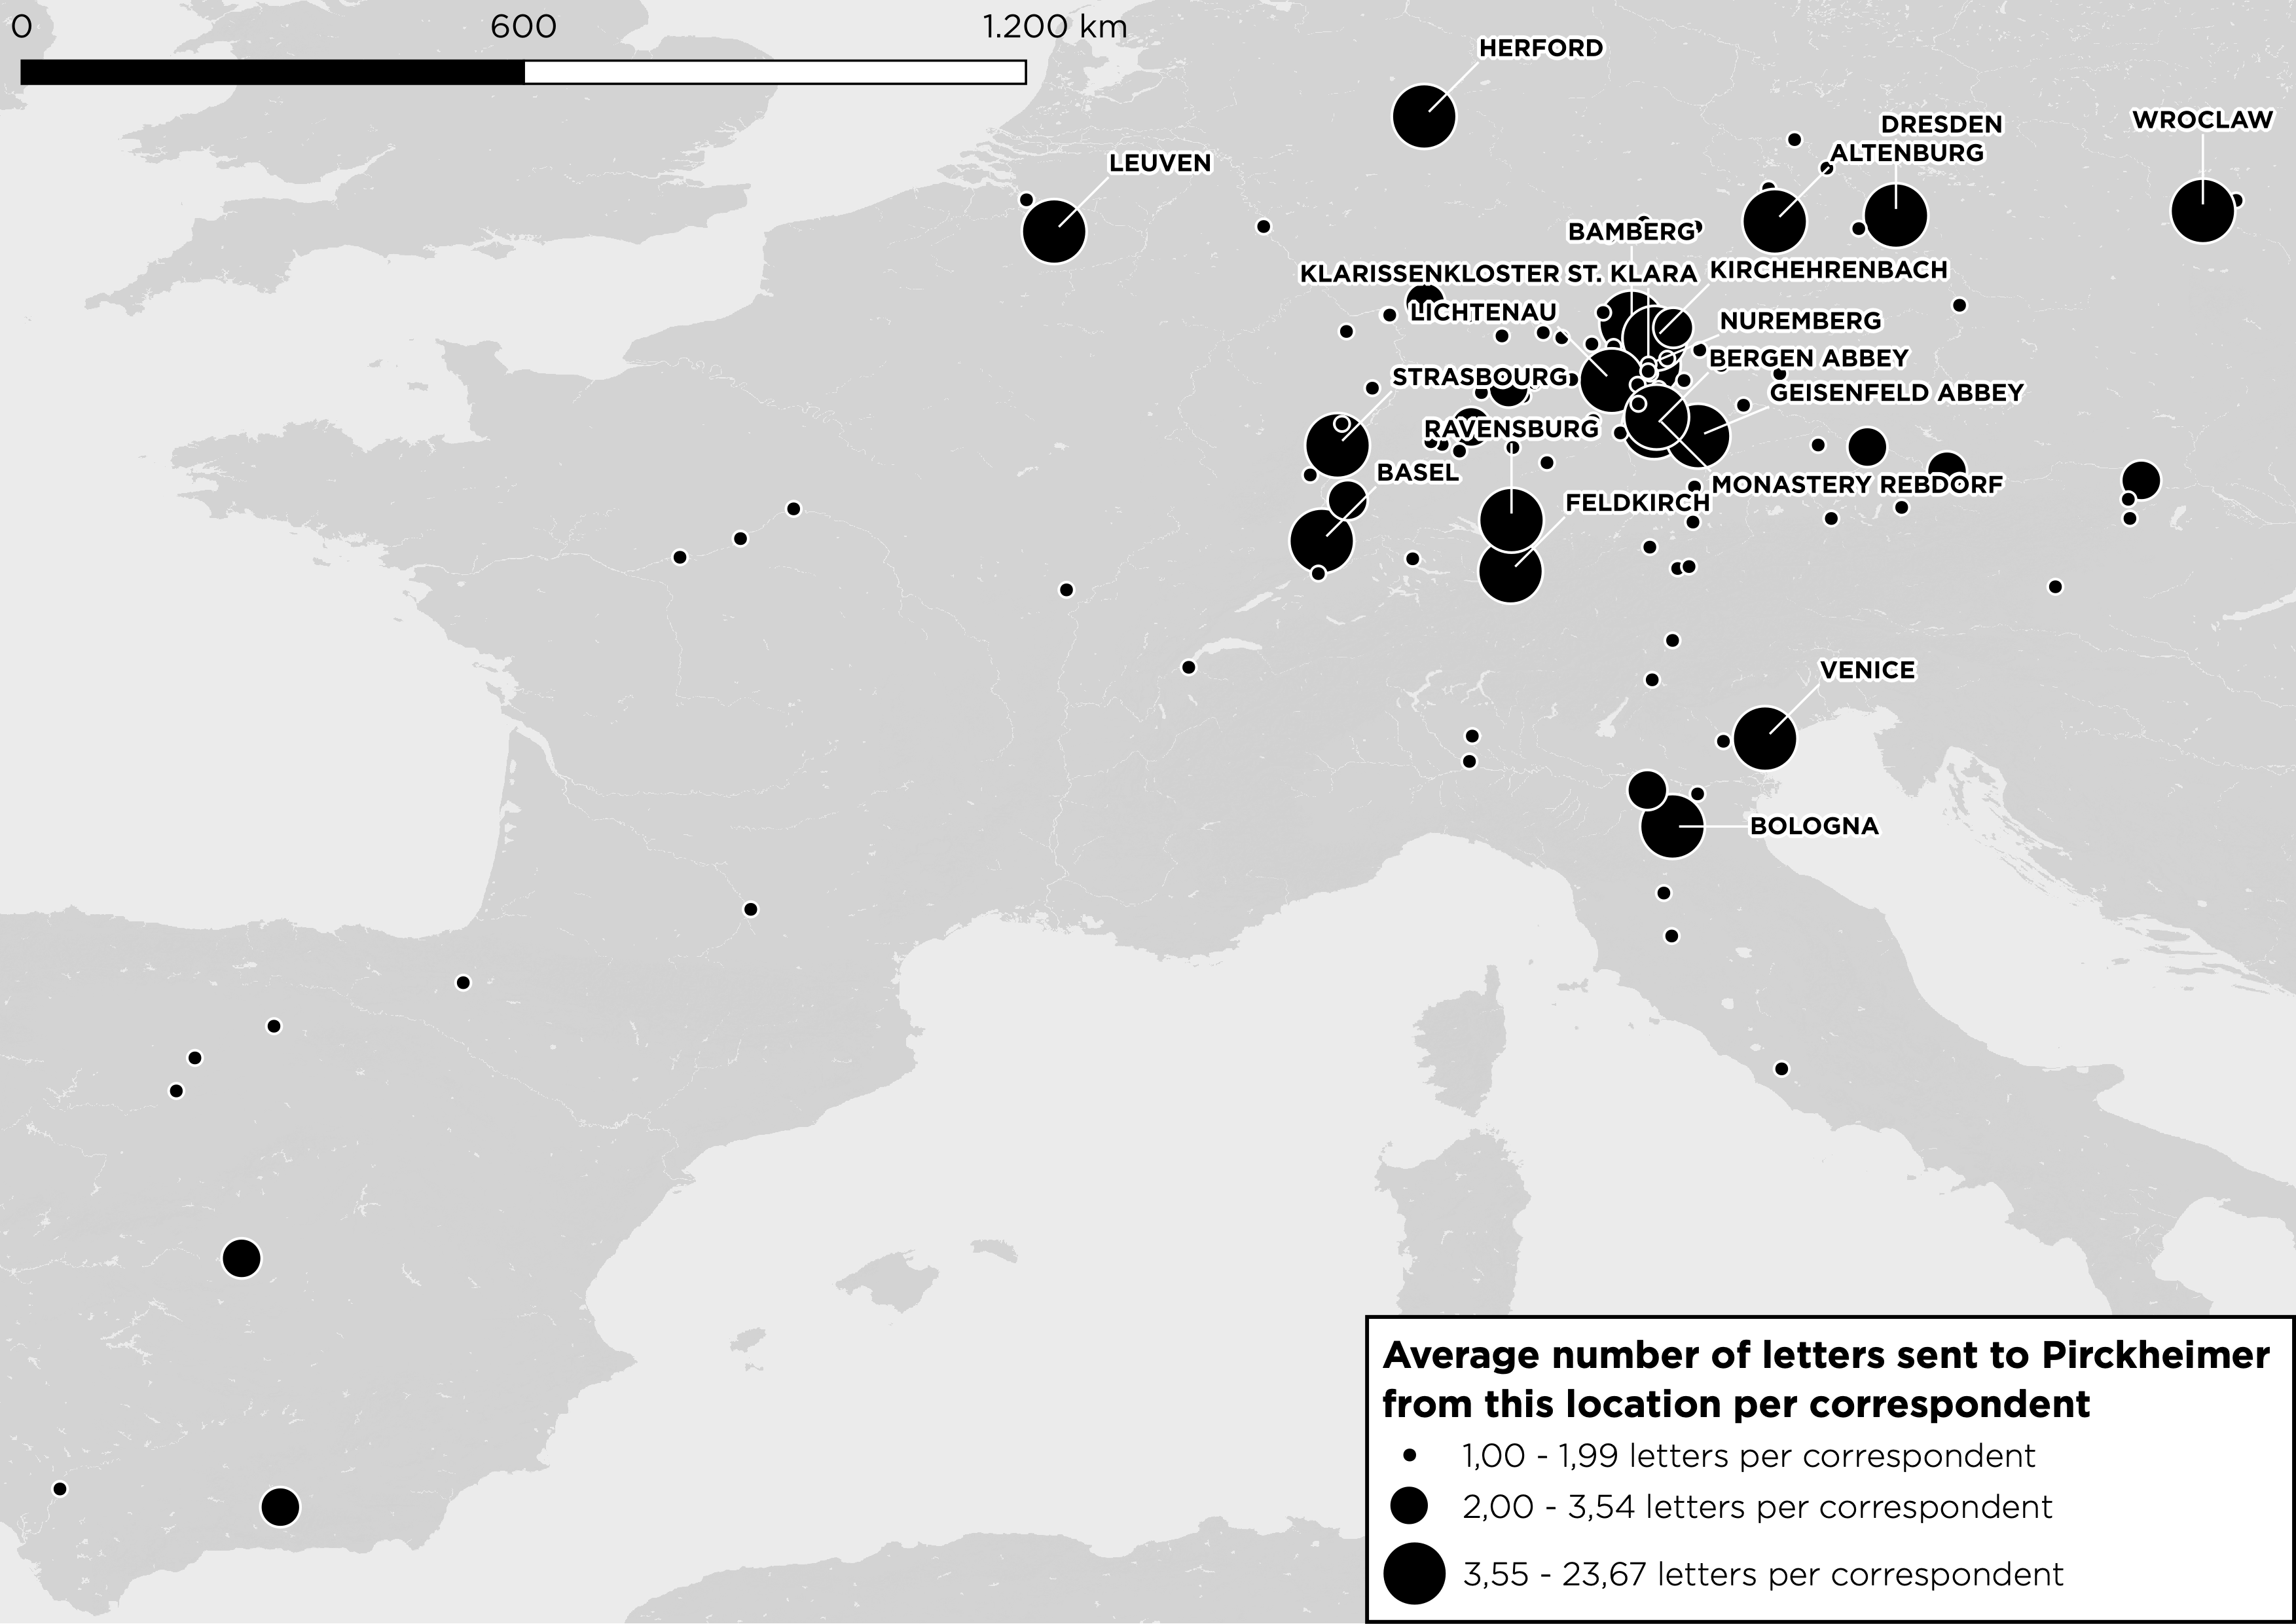 0 600 1.200 km
HERFORD
WROCLAW
DRESDEN
ALTENBURG
LEUVEN
BAMBERG
KLARISSENKLOSTER ST. KLARA
KIRCHEHRENBACH
LICHTENAU
NUREMBERG
BERGEN ABBEY
STRASBOURG
GEISENFELD ABBEY
RAVENSBURG
BASEL
MONASTERY REBDORF
FELDKIRCH
VENICE
BOLOGNA
Average number of letters sent to Pirckheimer
from this location per correspondent
1,00 - 1,99 letters per correspondent
2,00 - 3,54 letters per correspondent
3,55 - 23,67 letters per correspondent